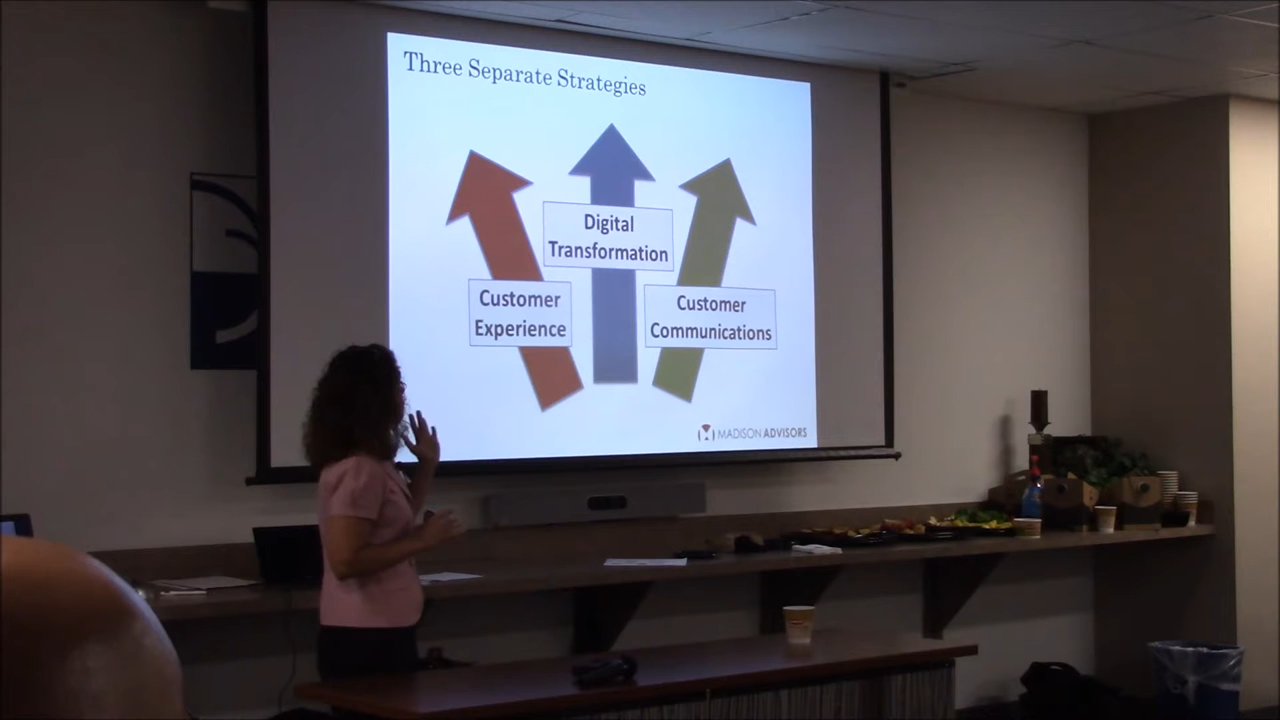 Three Separate Strategies
Digital
Transformation
Customer
Experience
Customer
Communications
MADISON ADVISORS